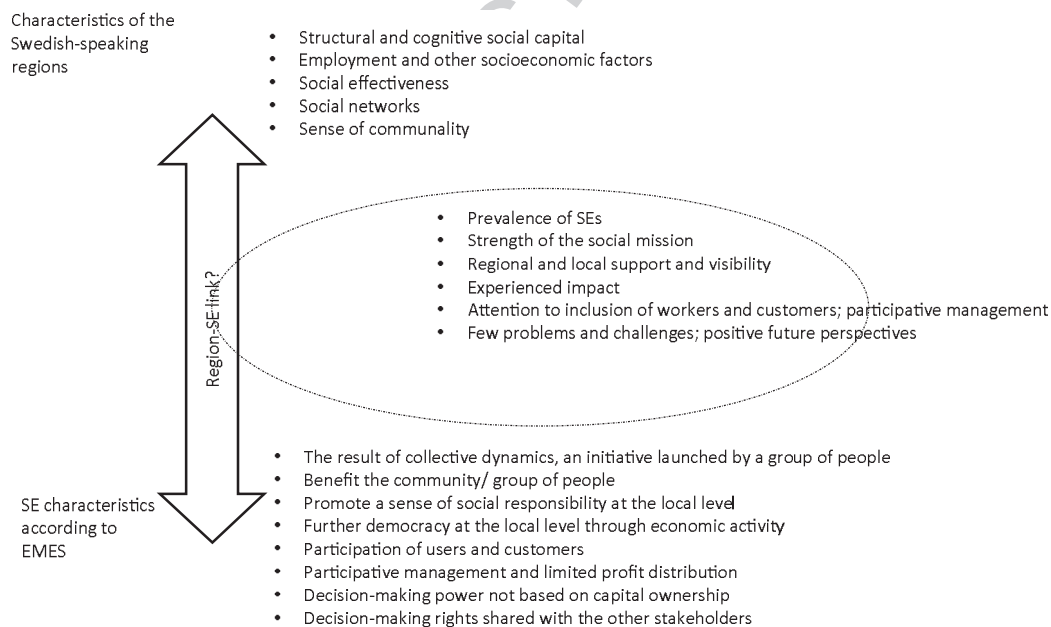 Characteristics of the
Swedish-speaking
regions
• Structural and cognitive social capital
• Employment and other socioeconomic factors
• Social effectiveness
• Social networks
• Sense of communality
Region-SE link?
• Prevalence of SEs
• Strength of the social mission
• Regional and local support and visibility
• Experienced impact
• Attention to inclusion of workers and customers; participative management
• Few problems and challenges; positive future perspectives
SE characteristics
according to
EMES
• The result of collective dynamics, an initiative launched by a group of people
• Benefit the community/ group of people
• Promote a sense of social responsibility at the local level
• Further democracy at the local level through economic activity
• Participation of users and customers
• Participative management and limited profit distribution
• Decision-making power not based on capital ownership
• Decision-making rights shared with the other stakeholders